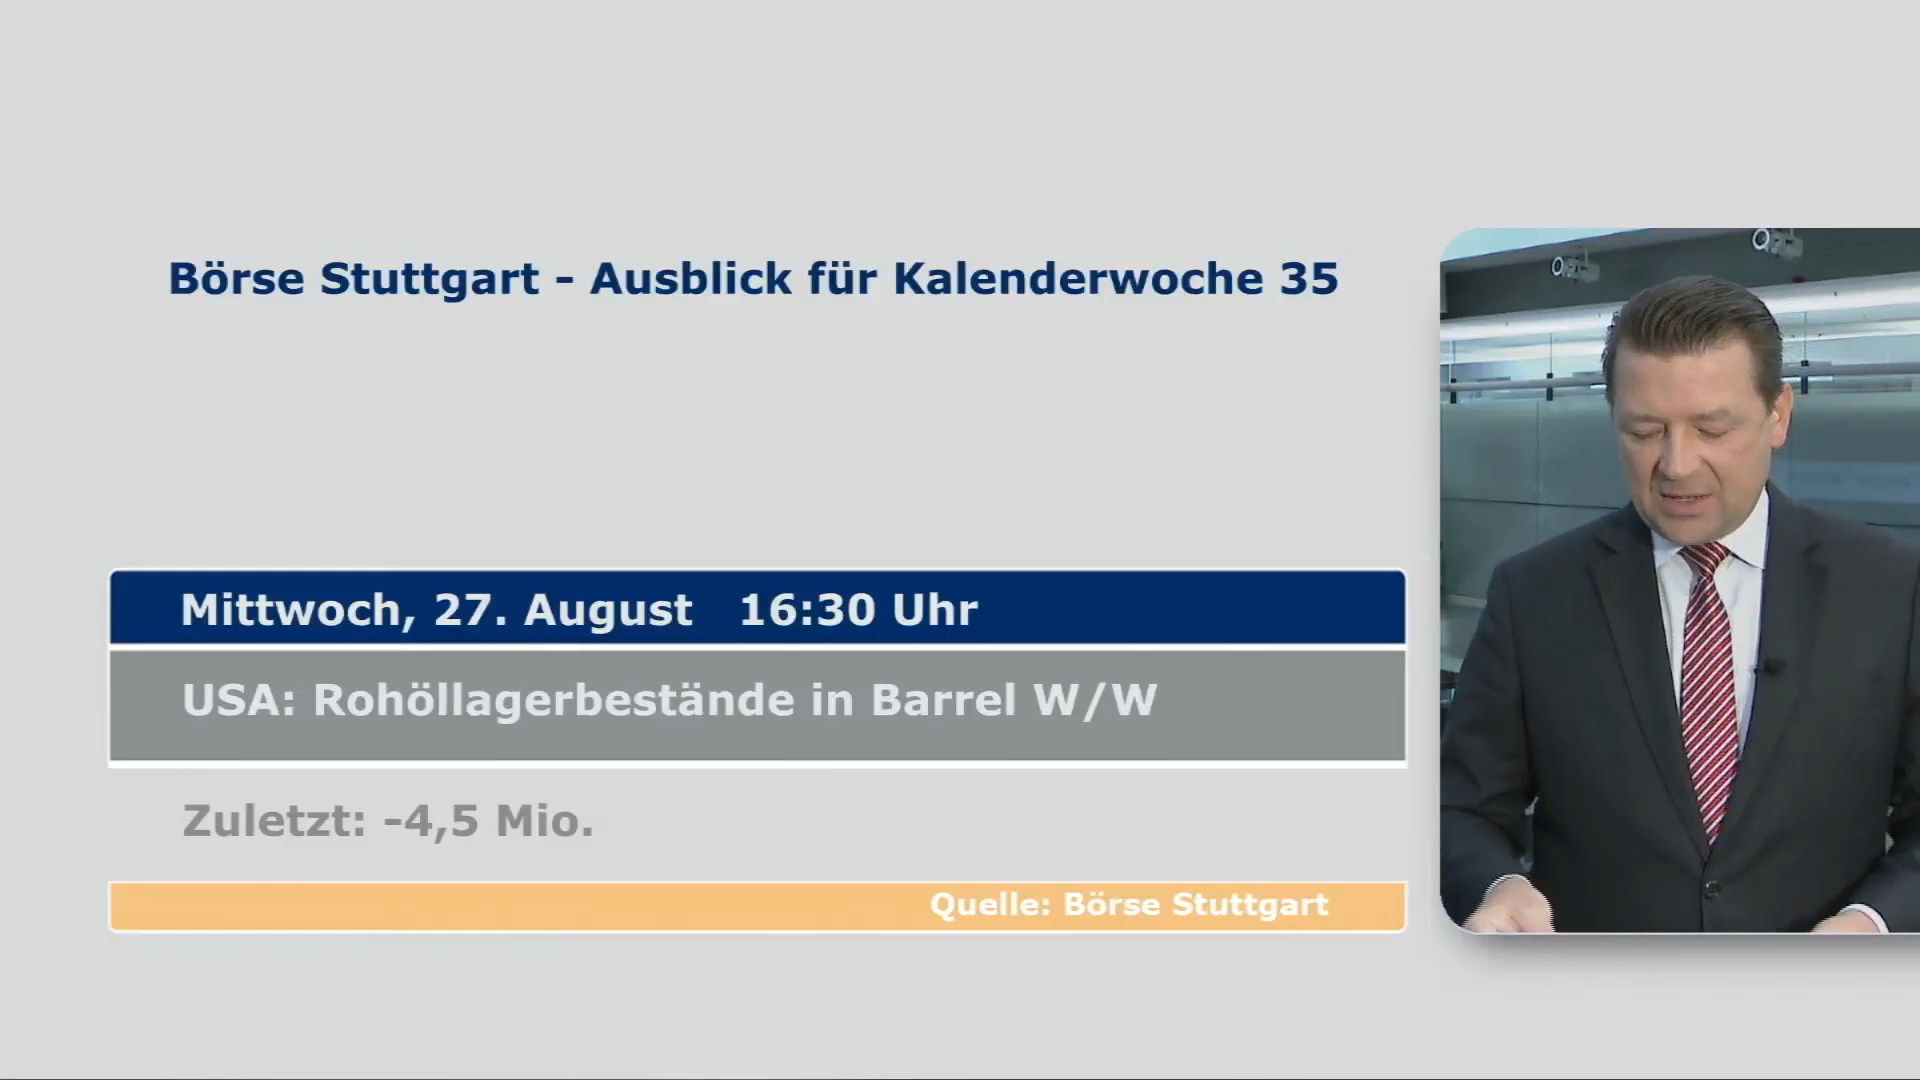 Börse Stuttgart - Ausblick für Kalenderwoche 35
Mittwoch, 27. August 16:30 Uhr
USA: Rohöllagerbestände in Barrel W/W
Zuletzt: -4,5 Mio.
Quelle: Börse Stuttgart